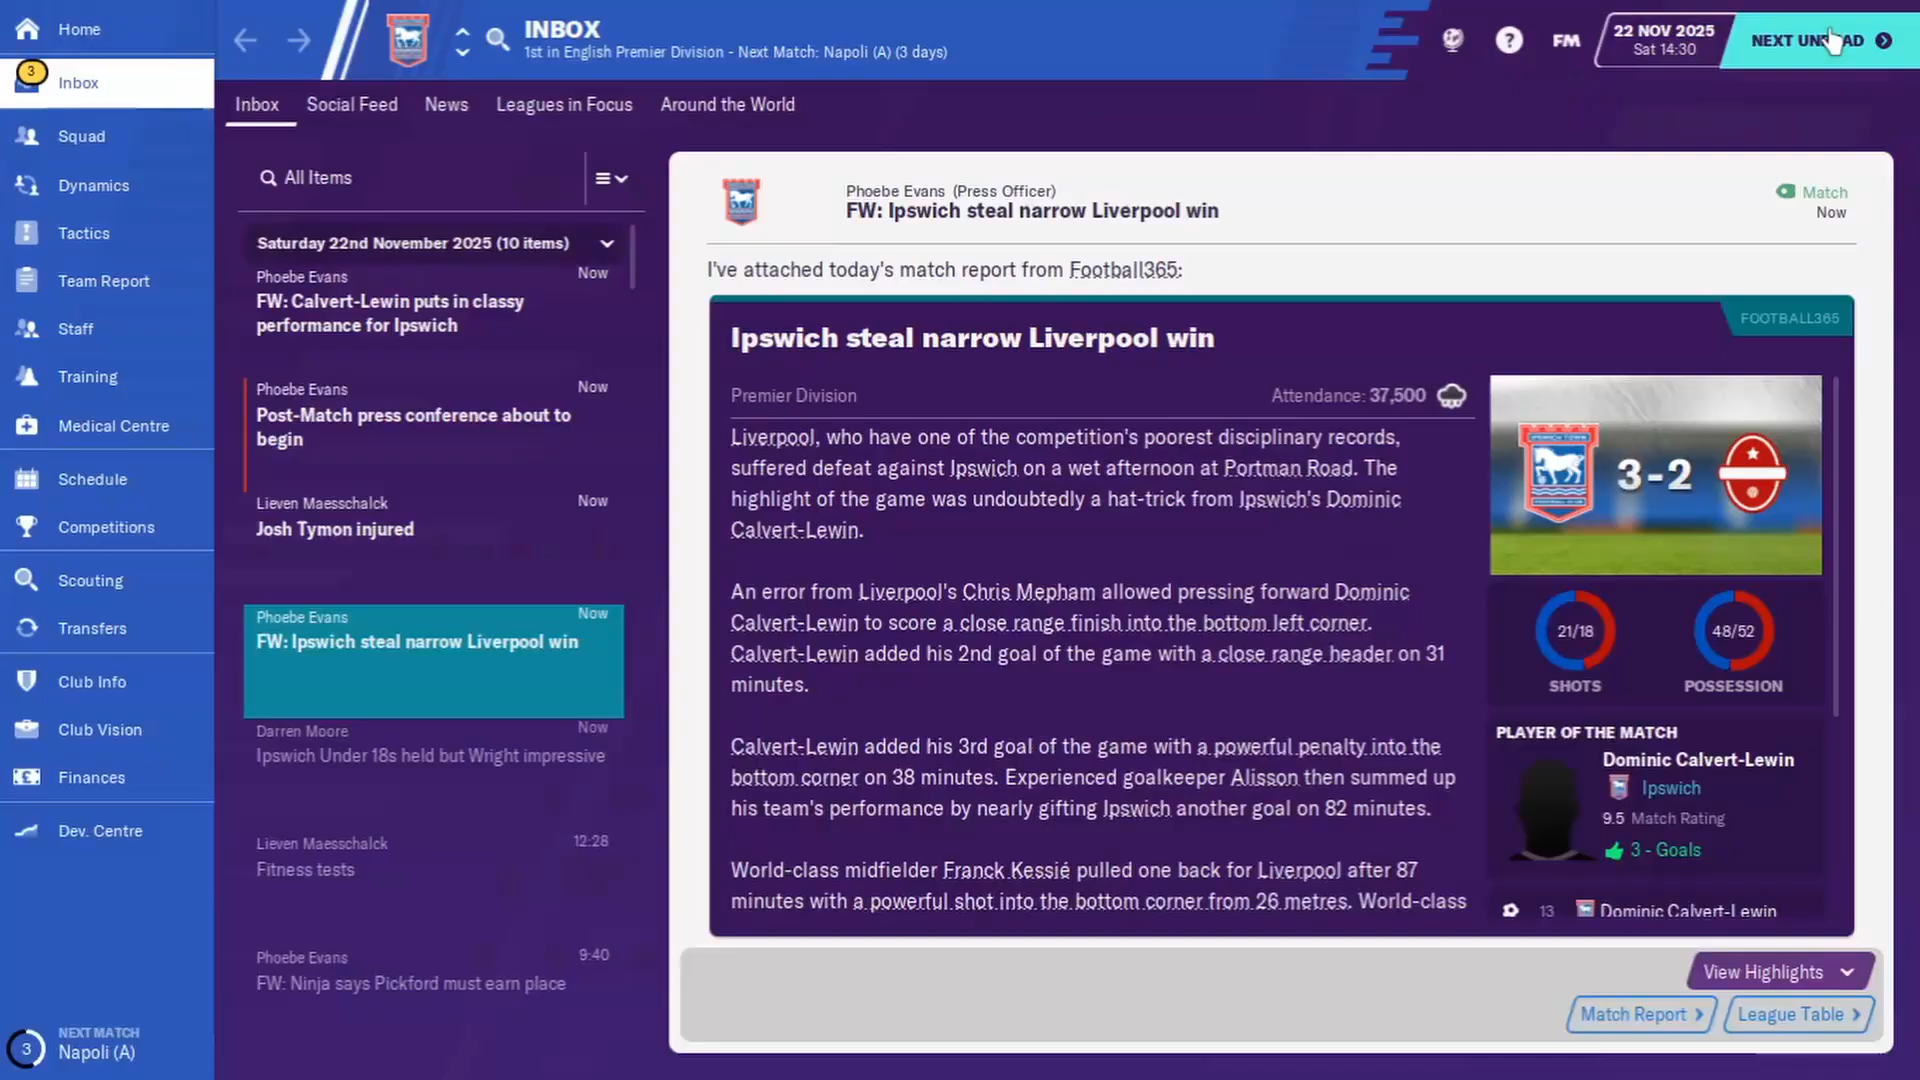 Home
3
Inbox
Squad
Dynamics
Tactics
Team Report
Staff
Training
Medical Centre
Schedule
Competitions
Scouting
Transfers
Club Info
Club Vision
Finances
Dev. Centre
3
NEXT MATCH
Napoli (A)
INBOX
1st in English Premier Division - Next Match: Napoli (A) (3 days)
?
FM
22 NOV 2025
Sat 14:30
NEXT
Inbox
Social Feed
News
Leagues in Focus
Around the World
All Items
Saturday 22nd November 2025 (10 items)
Phoebe Evans
Now
FW: Calvert-Lewin puts in classy
performance for Ipswich
Phoebe Evans
Now
Post-Match press conference about to
begin
Lieven Maesschalck
Now
Josh Tymon injured
Phoebe Evans
Now
FW: Ipswich steal narrow Liverpool win
Darren Moore
Now
Ipswich Under 18s held but Wright impressive
Lieven Maesschalck
12:28
Fitness tests
Phoebe Evans
9:40
FW: Ninja says Pickford must earn place
Phoebe Evans (Press Officer)
FW: Ipswich steal narrow Liverpool win
Match
Now
I've attached today's match report from Football365:
FOOTBALL365
Ipswich steal narrow Liverpool win
Premier Division
Attendance: 37,500
Liverpool, who have one of the competition's poorest disciplinary records,
suffered defeat against Ipswich on a wet afternoon at Portman Road. The
highlight of the game was undoubtedly a hat-trick from Ipswich's Dominic
Calvert-Lewin.
An error from Liverpool's Chris Mepham allowed pressing forward Dominic
Calvert-Lewin to score a close range finish into the bottom left corner.
Calvert-Lewin added his 2nd goal of the game with a close range header on 31
minutes.
Calvert-Lewin added his 3rd goal of the game with a powerful penalty into the
bottom corner on 38 minutes. Experienced goalkeeper Alisson then summed up
his team's performance by nearly gifting Ipswich another goal on 82 minutes.
World-class midfielder Franck Kessié pulled one back for Liverpool after 87
minutes with a powerful shot into the bottom corner from 26 metres. World-class
3-2
21/18
SHOTS
48/52
POSSESSION
PLAYER OF THE MATCH
Dominic Calvert-Lewin
Ipswich
9.5 Match Rating
3 - Goals
13
Dominic Calvert-Lewin
View Highlights
Match Report
League Table